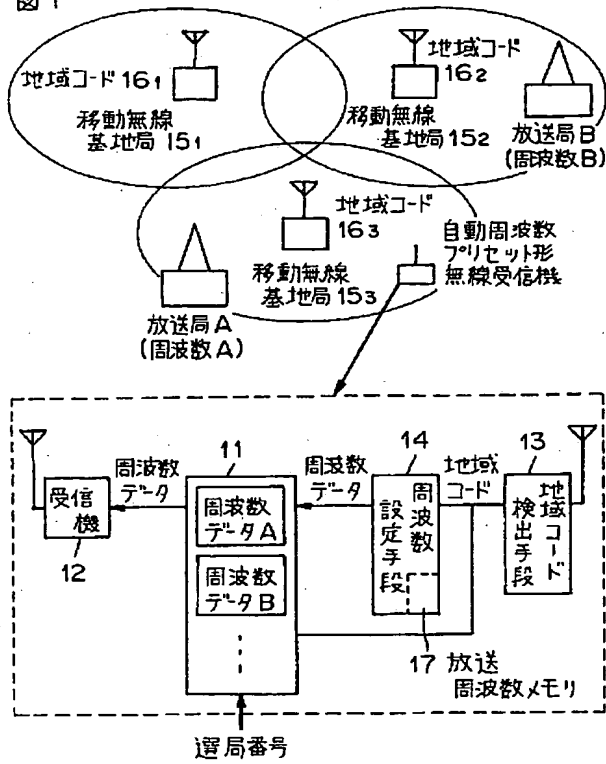 図1
地域コード 16₁
移動無線
基地局 15₁
地域コード
16₂
移動無線
基地局 15₂
放送局B
(周波数B)
地域コード
16₃
移動無線
基地局 15₃
自動周波数
プリセット形
無線受信機
放送局A
(周波数A)
受信機
12
周波数
データ
11
周波数
データA
周波数
データB
周波数
データ
14
周波数
設定手段
地域
コード
13
地域コード
検出手段
17 放送
周波数メモリ
選局番号